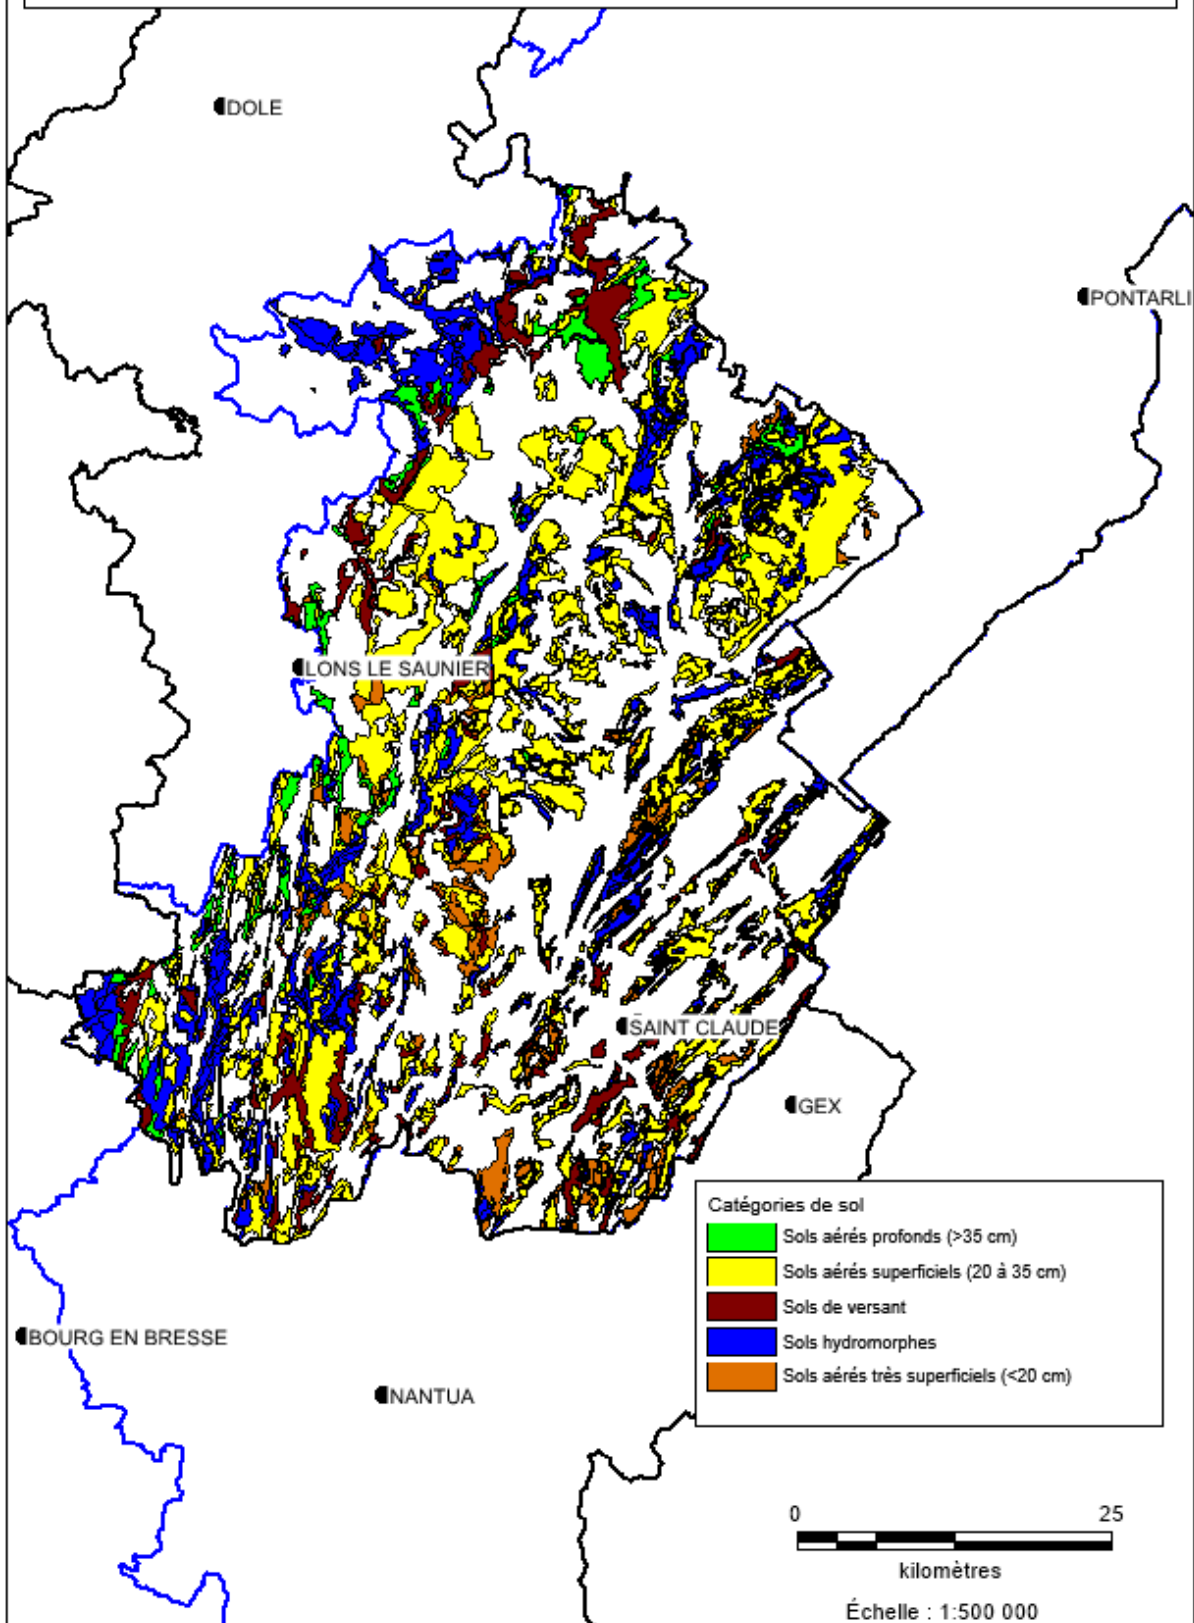 DOLE
PONTARLI
LONS LE SAUNIER
SAINT CLAUDE
GEX
Catégories de sol
Sols aérés profonds (>35 cm)
Sols aérés superficiels (20 à 35 cm)
Sols de versant
Sols hydromorphes
Sols aérés très superficiels (<20 cm)
BOURG EN BRESSE
NANTUA
0 25
kilomètres
Échelle : 1:500 000